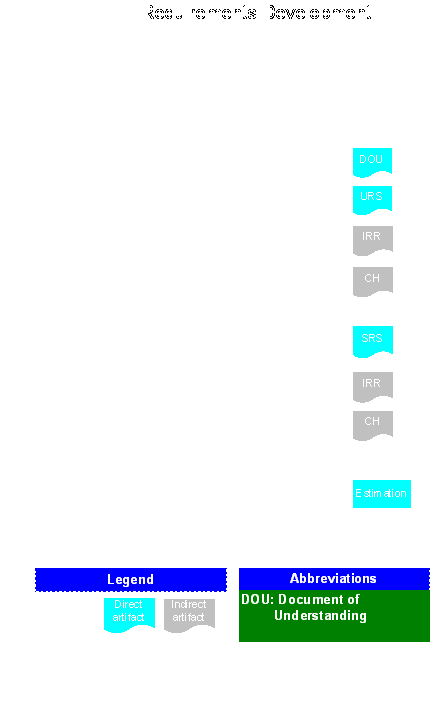 Requirements Development
DOU
URS
IRR
CH
SRS
IRR
CH
Estimation
Legend
Direct
artifact
Indirect
artifact
Abbreviations
DOU: Document of
Understanding